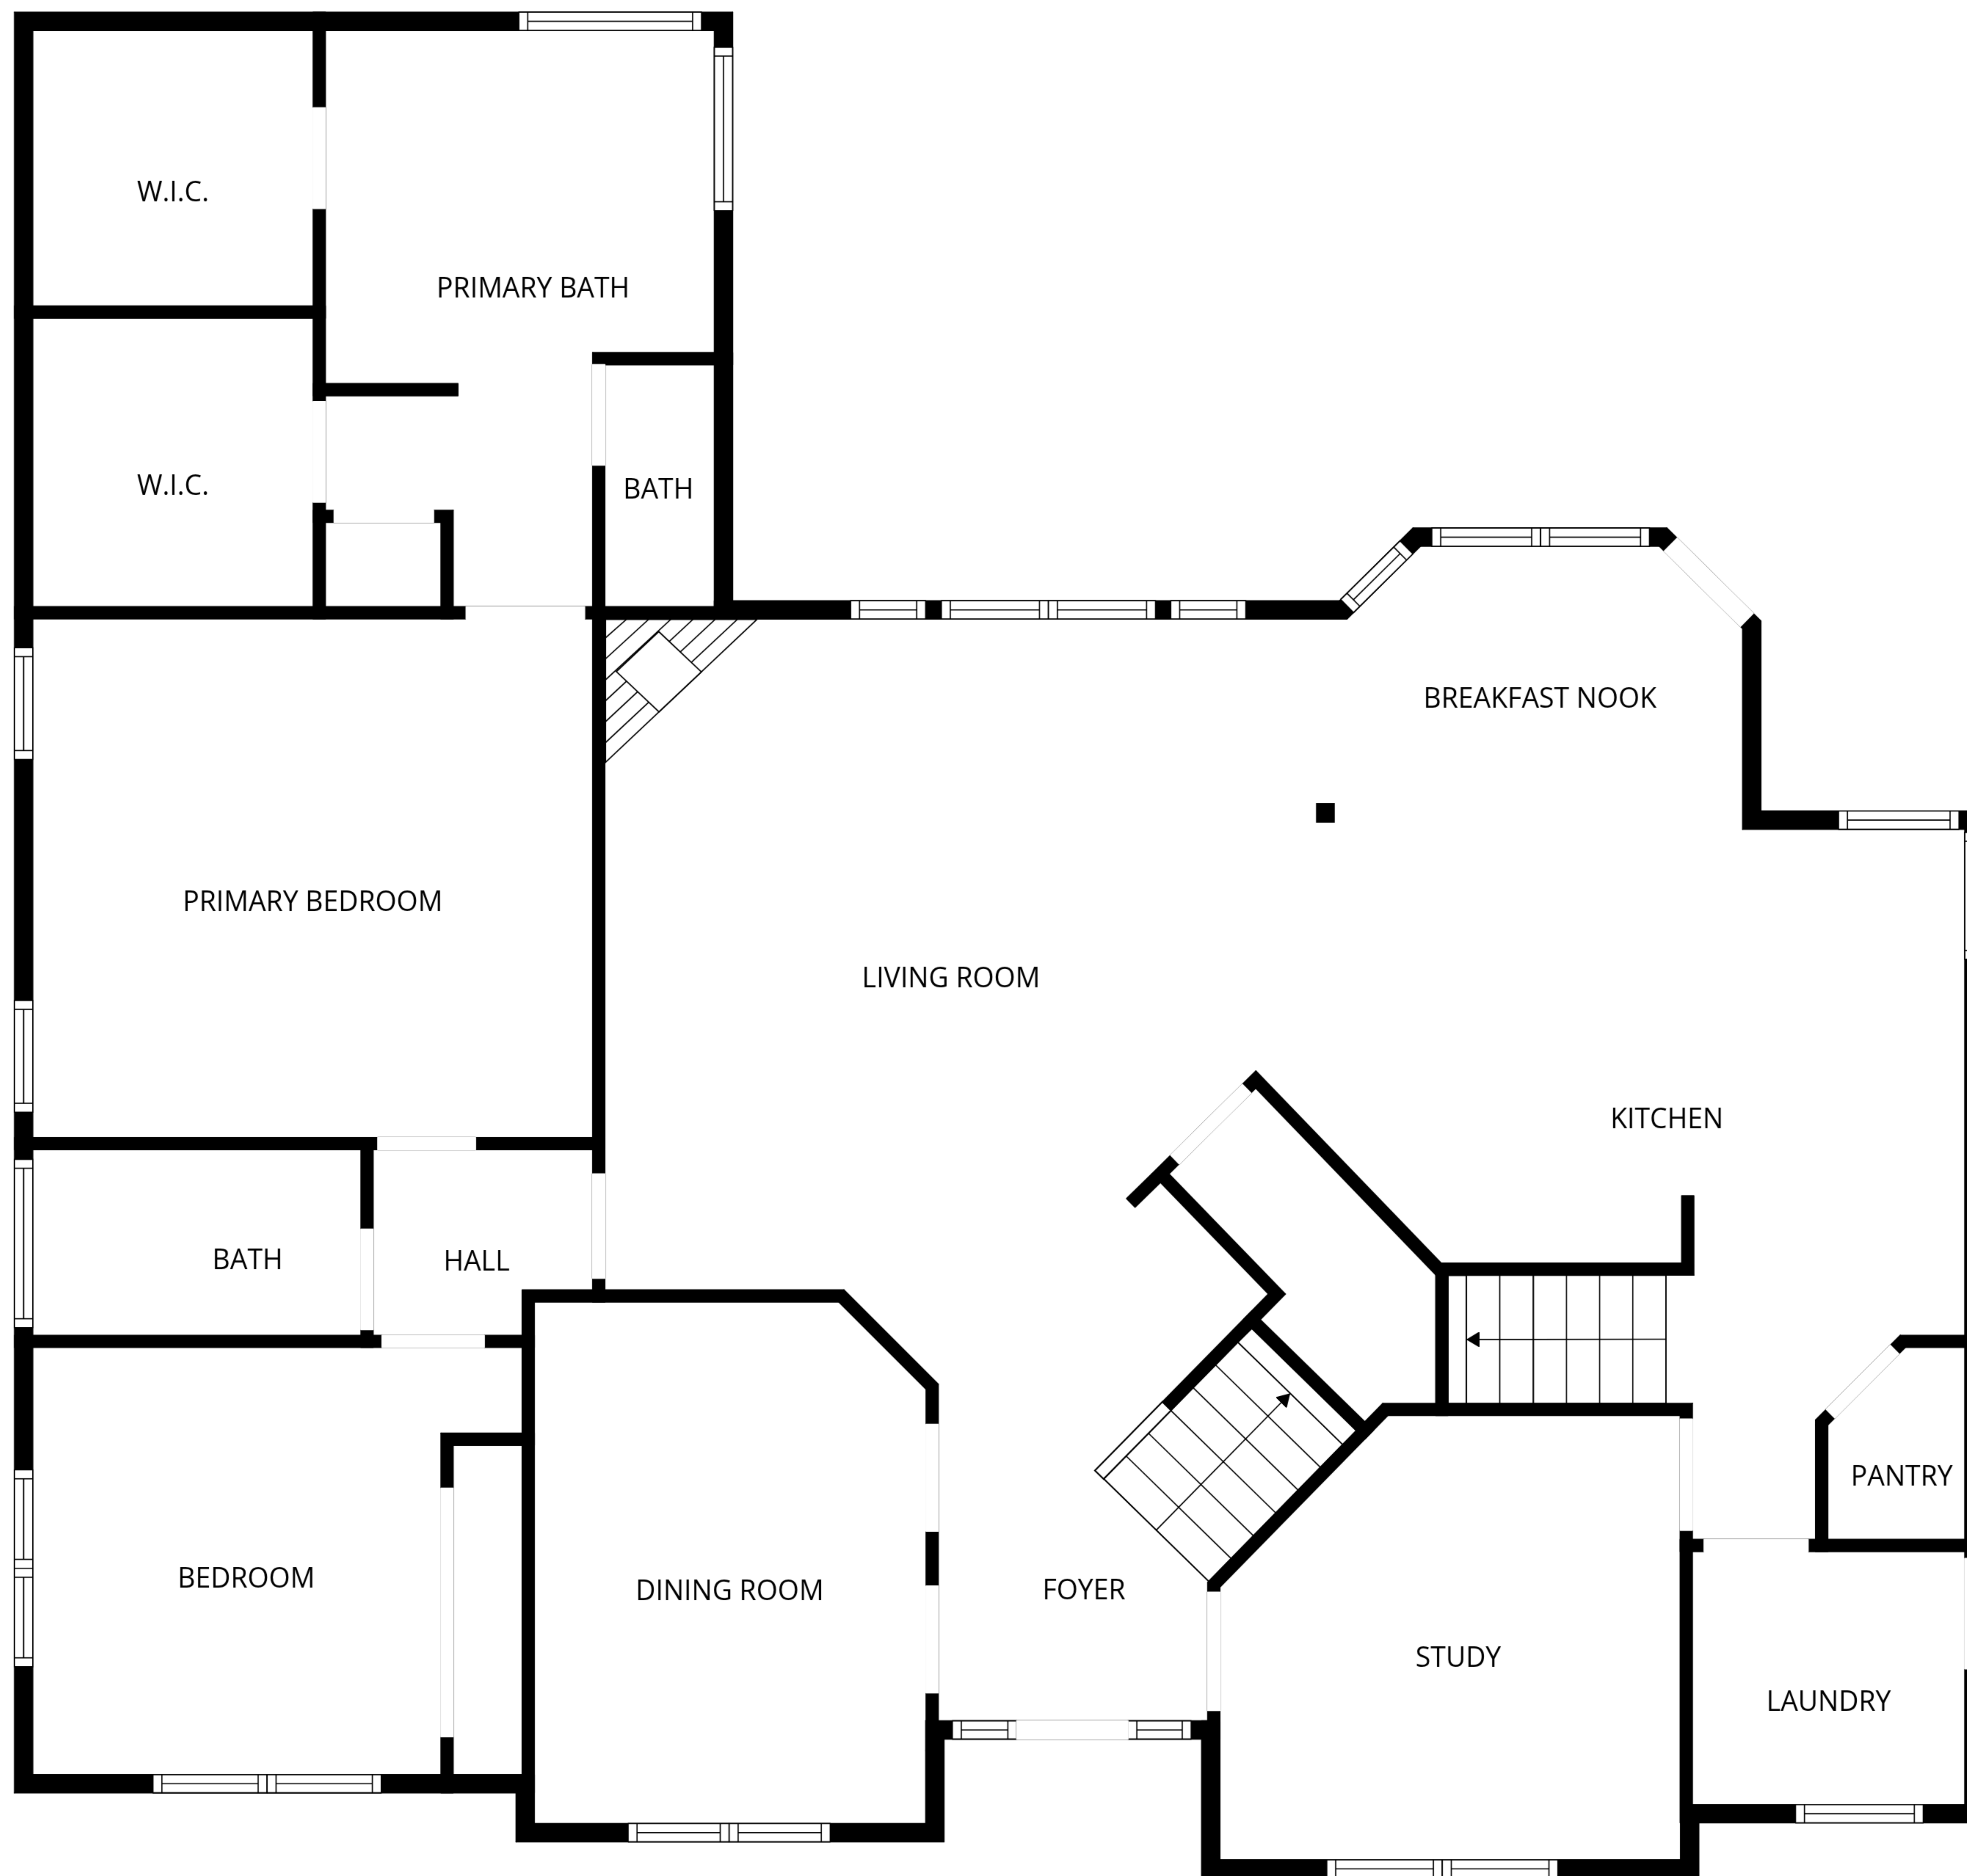 W.I.C.
PRIMARY BATH
W.I.C.
BATH
BREAKFAST NOOK
PRIMARY BEDROOM
LIVING ROOM
KITCHEN
BATH
HALL
PANTRY
BEDROOM
DINING ROOM
FOYER
STUDY
LAUNDRY